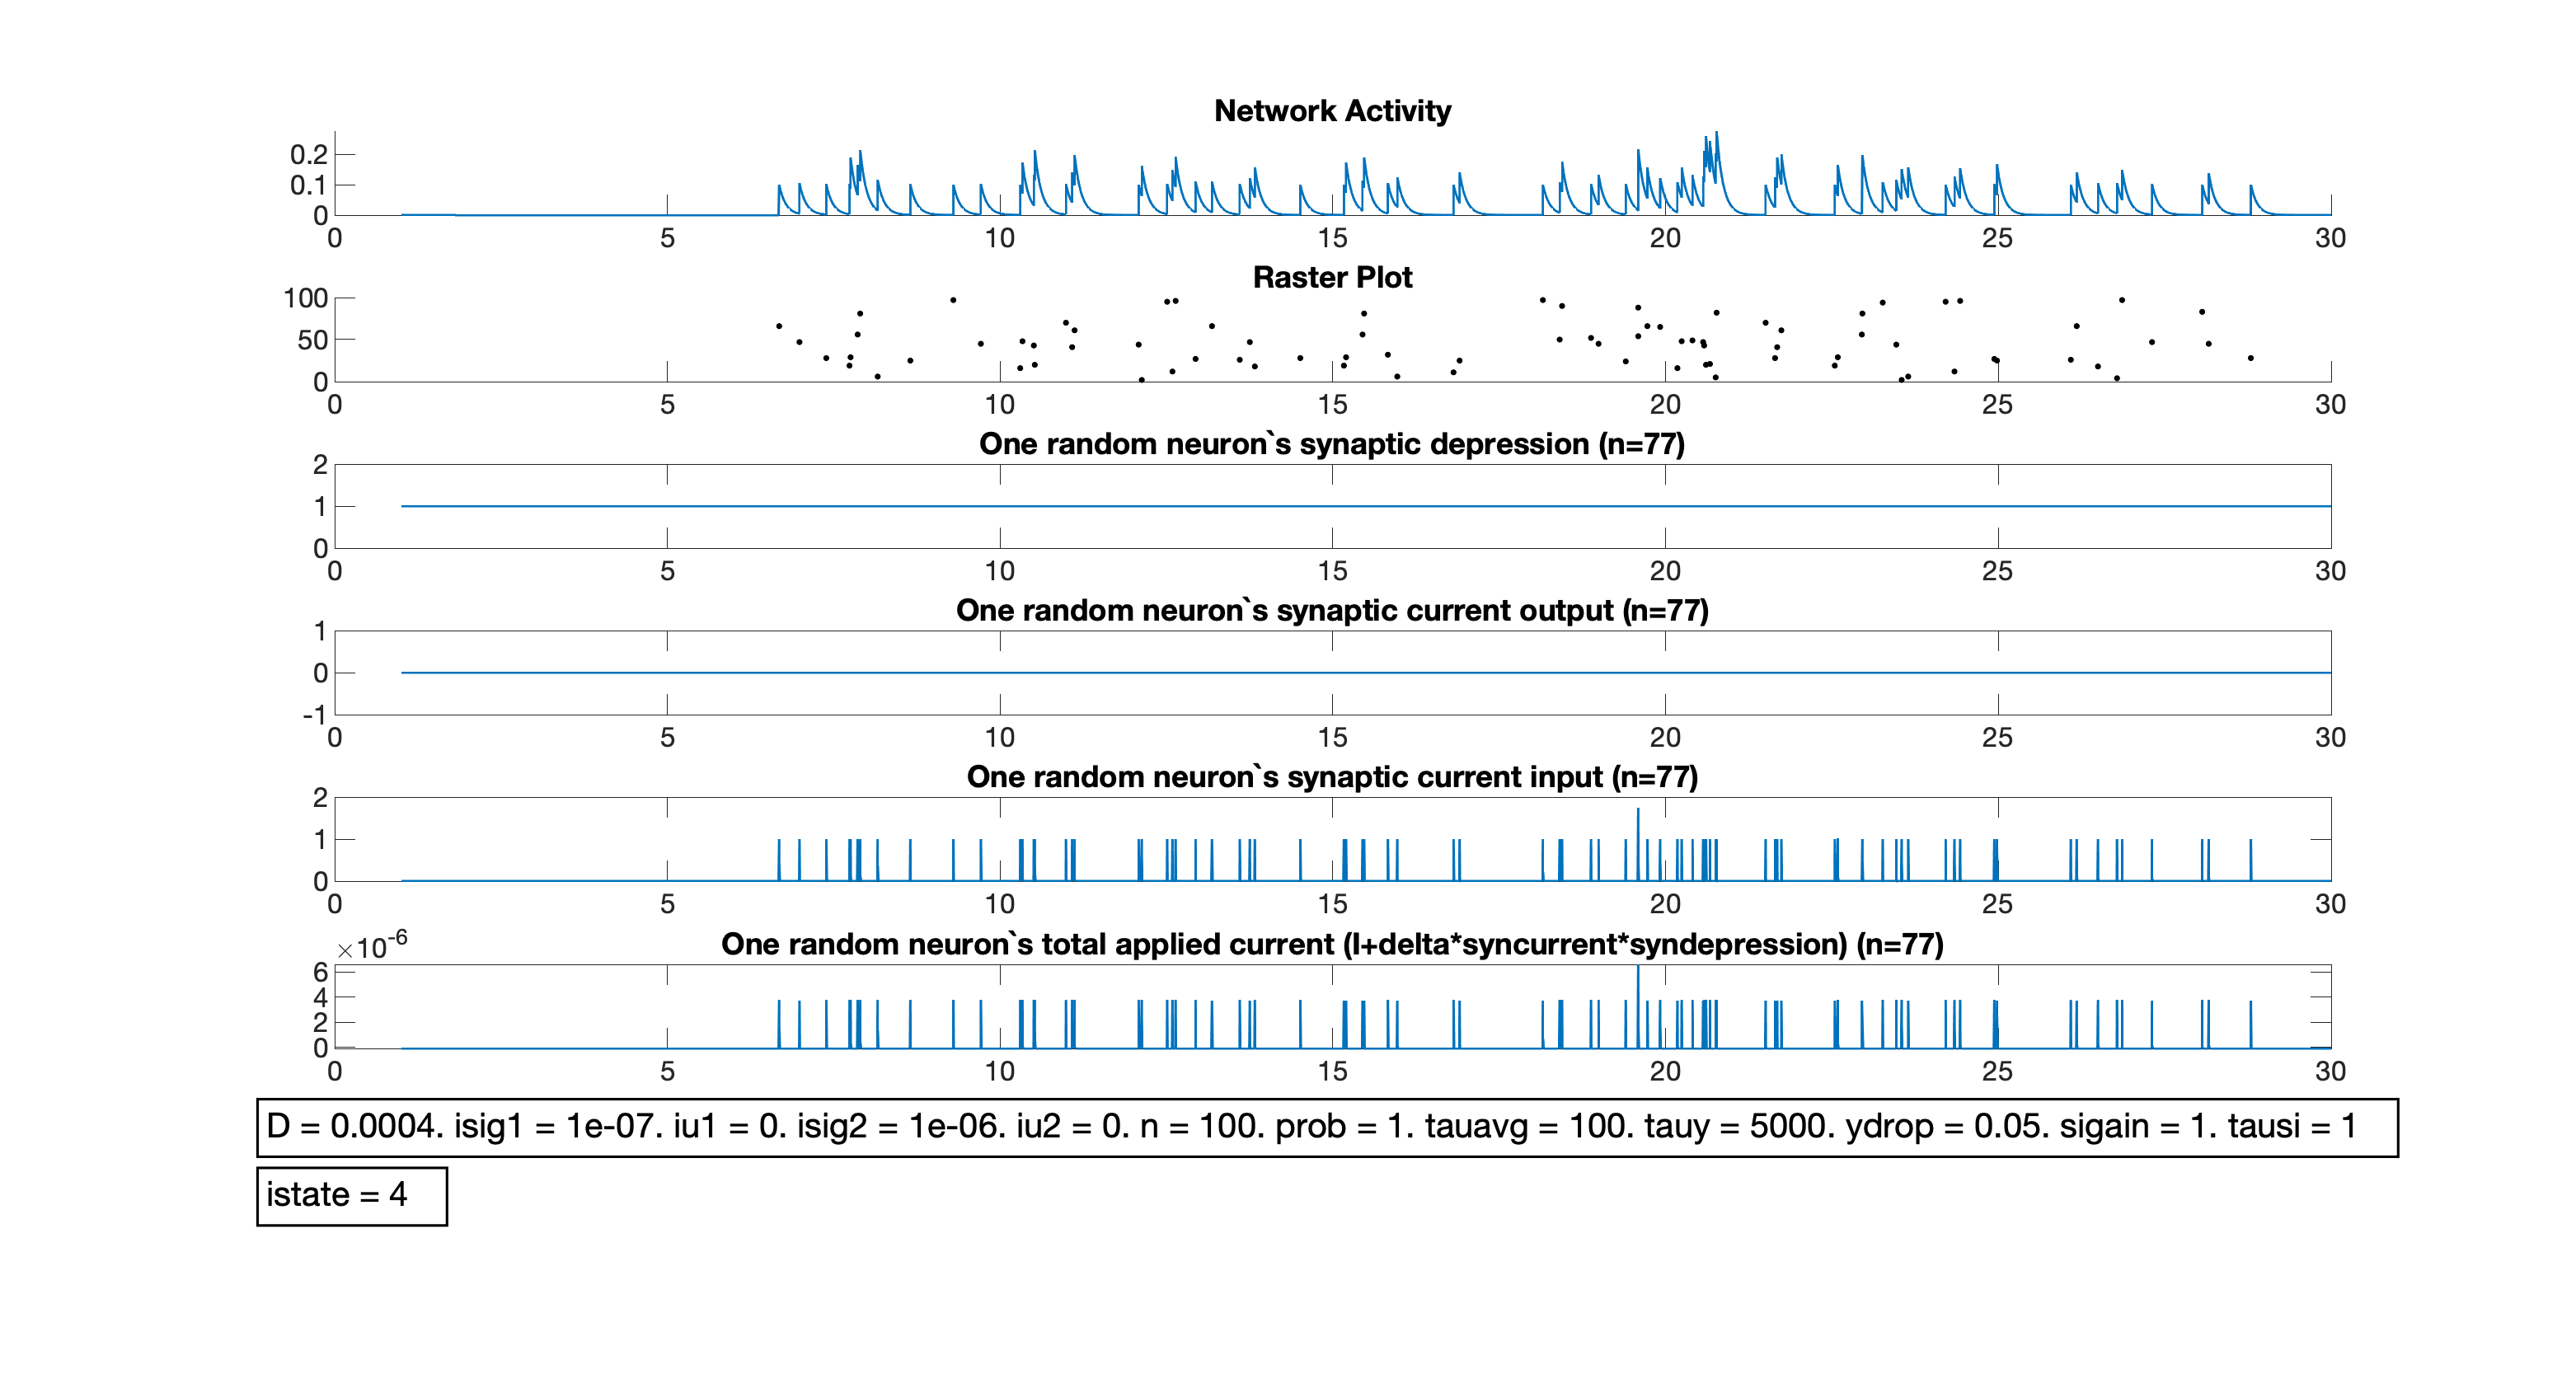 Network Activity
0.2
0.1
0
0 5 10 15 20 25 30
Raster Plot
100
50
0
0 5 10 15 20 25 30
One random neuron`s synaptic depression (n=77)
2
1
0
0 5 10 15 20 25 30
One random neuron`s synaptic current output (n=77)
1
0
-1
0 5 10 15 20 25 30
One random neuron`s synaptic current input (n=77)
2
1
0
0 5 10 15 20 25 30
×10-6
One random neuron`s total applied current (I+delta*syncurrent*syndepression) (n=77)
6
4
2
0
0 5 10 15 20 25 30
D = 0.0004. isig1 = 1e-07. iu1 = 0. isig2 = 1e-06. iu2 = 0. n = 100. prob = 1. tauavg = 100. tauy = 5000. ydrop = 0.05. sigain = 1. tausi = 1
istate = 4